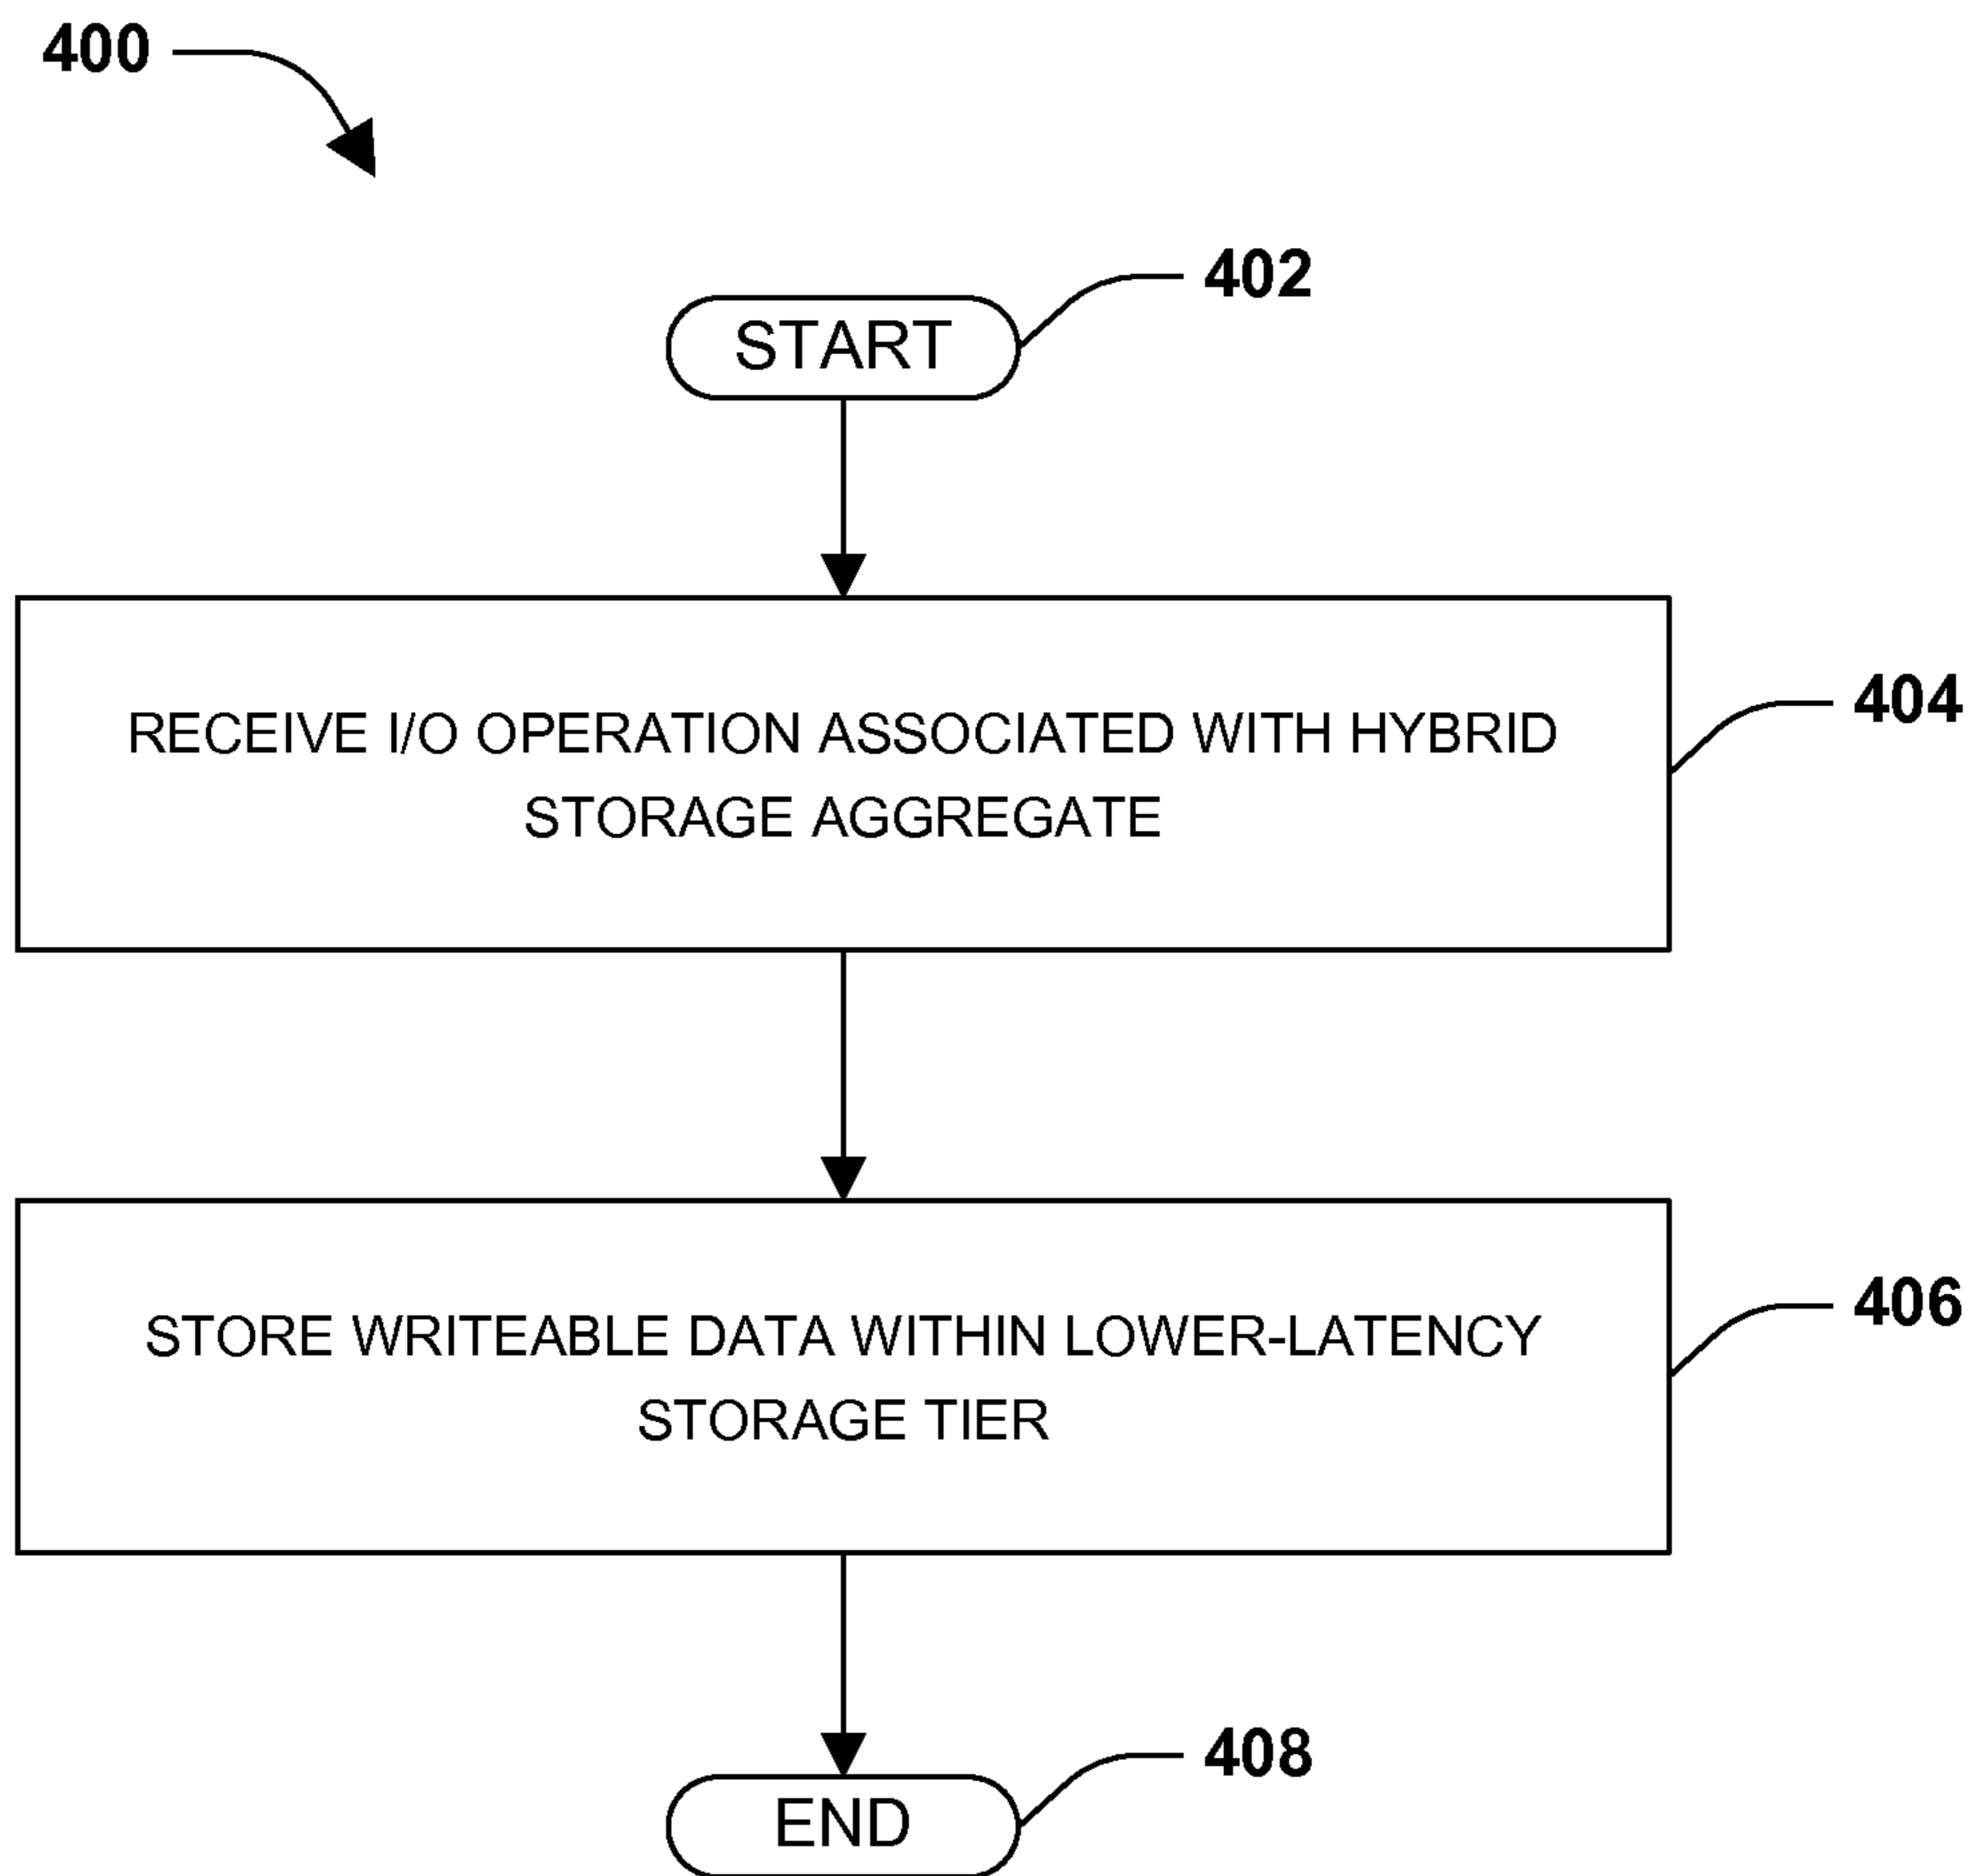 400
402
START
RECEIVE I/O OPERATION ASSOCIATED WITH HYBRID
STORAGE AGGREGATE
404
STORE WRITEABLE DATA WITHIN LOWER-LATENCY
STORAGE TIER
406
408
END